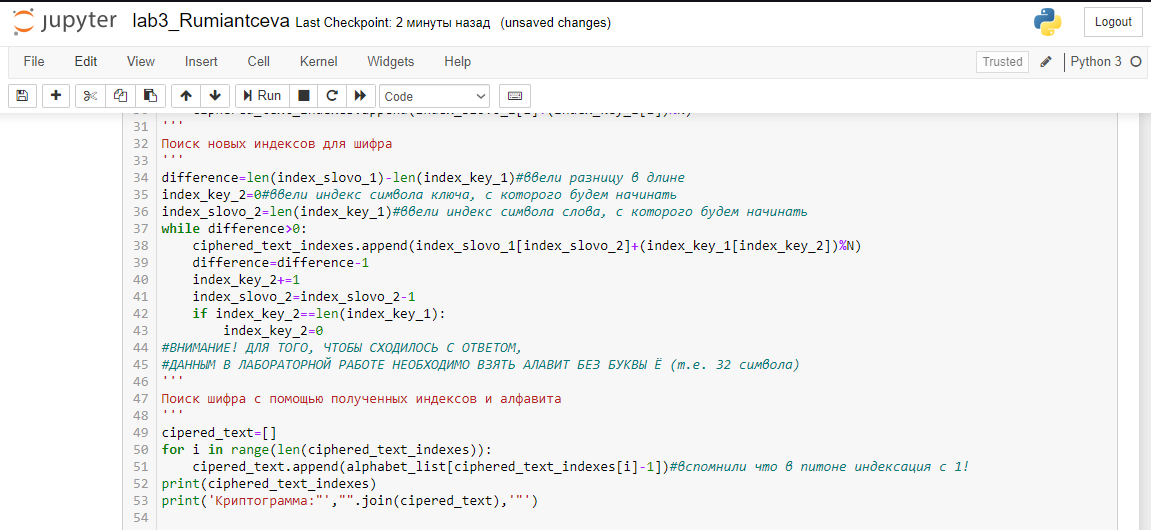 jupyter lab3_Rumiantceva Last Checkpoint: 2 минуты назад (unsaved changes) Logout
File Edit View Insert Cell Kernel Widgets Help Trusted Python 3
Run Code
31 '''
32 Поиск новых индексов для шифра
33 '''
34 difference=len(index_slovo_1)-len(index_key_1)#ввели разницу в длине
35 index_key_2=0#ввели индекс символа ключа, с которого будем начинать
36 index_slovo_2=len(index_key_1)#ввели индекс символа слова, с которого будем начинать
37 while difference>0:
38     ciphered_text_indexes.append(index_slovo_1[index_slovo_2]+(index_key_1[index_key_2])%N)
39     difference=difference-1
40     index_key_2+=1
41     index_slovo_2=index_slovo_2-1
42     if index_key_2==len(index_key_1):
43         index_key_2=0
44 #ВНИМАНИЕ! ДЛЯ ТОГО, ЧТОБЫ СХОДИЛОСЬ С ОТВЕТОМ,
45 #ДАННЫМ В ЛАБОРАТОРНОЙ РАБОТЕ НЕОБХОДИМО ВЗЯТЬ АЛАВИТ БЕЗ БУКВЫ Ё (т.е. 32 символа)
46 '''
47 Поиск шифра с помощью полученных индексов и алфавита
48 '''
49 cipered_text=[]
50 for i in range(len(ciphered_text_indexes)):
51     cipered_text.append(alphabet_list[ciphered_text_indexes[i]-1])#вспомнили что в питоне индексация с 1!
52 print(ciphered_text_indexes)
53 print('Криптограмма:"',"".join(cipered_text),'"')
54